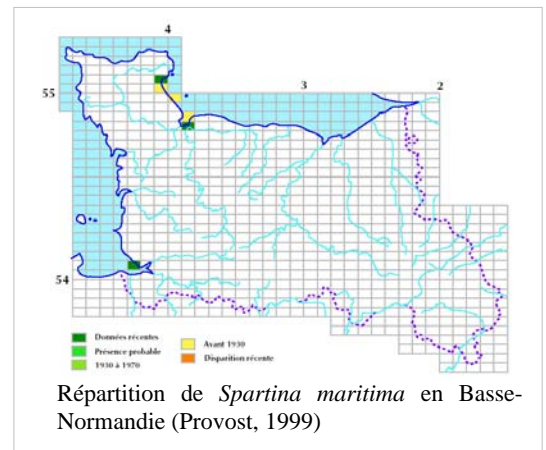 4
3
2
55
54
Données récentes
Présence probable
1930 à 1970
Avant 1930
Disparition récente
Répartition de Spartina maritima en Basse-
Normandie (Provost, 1999)